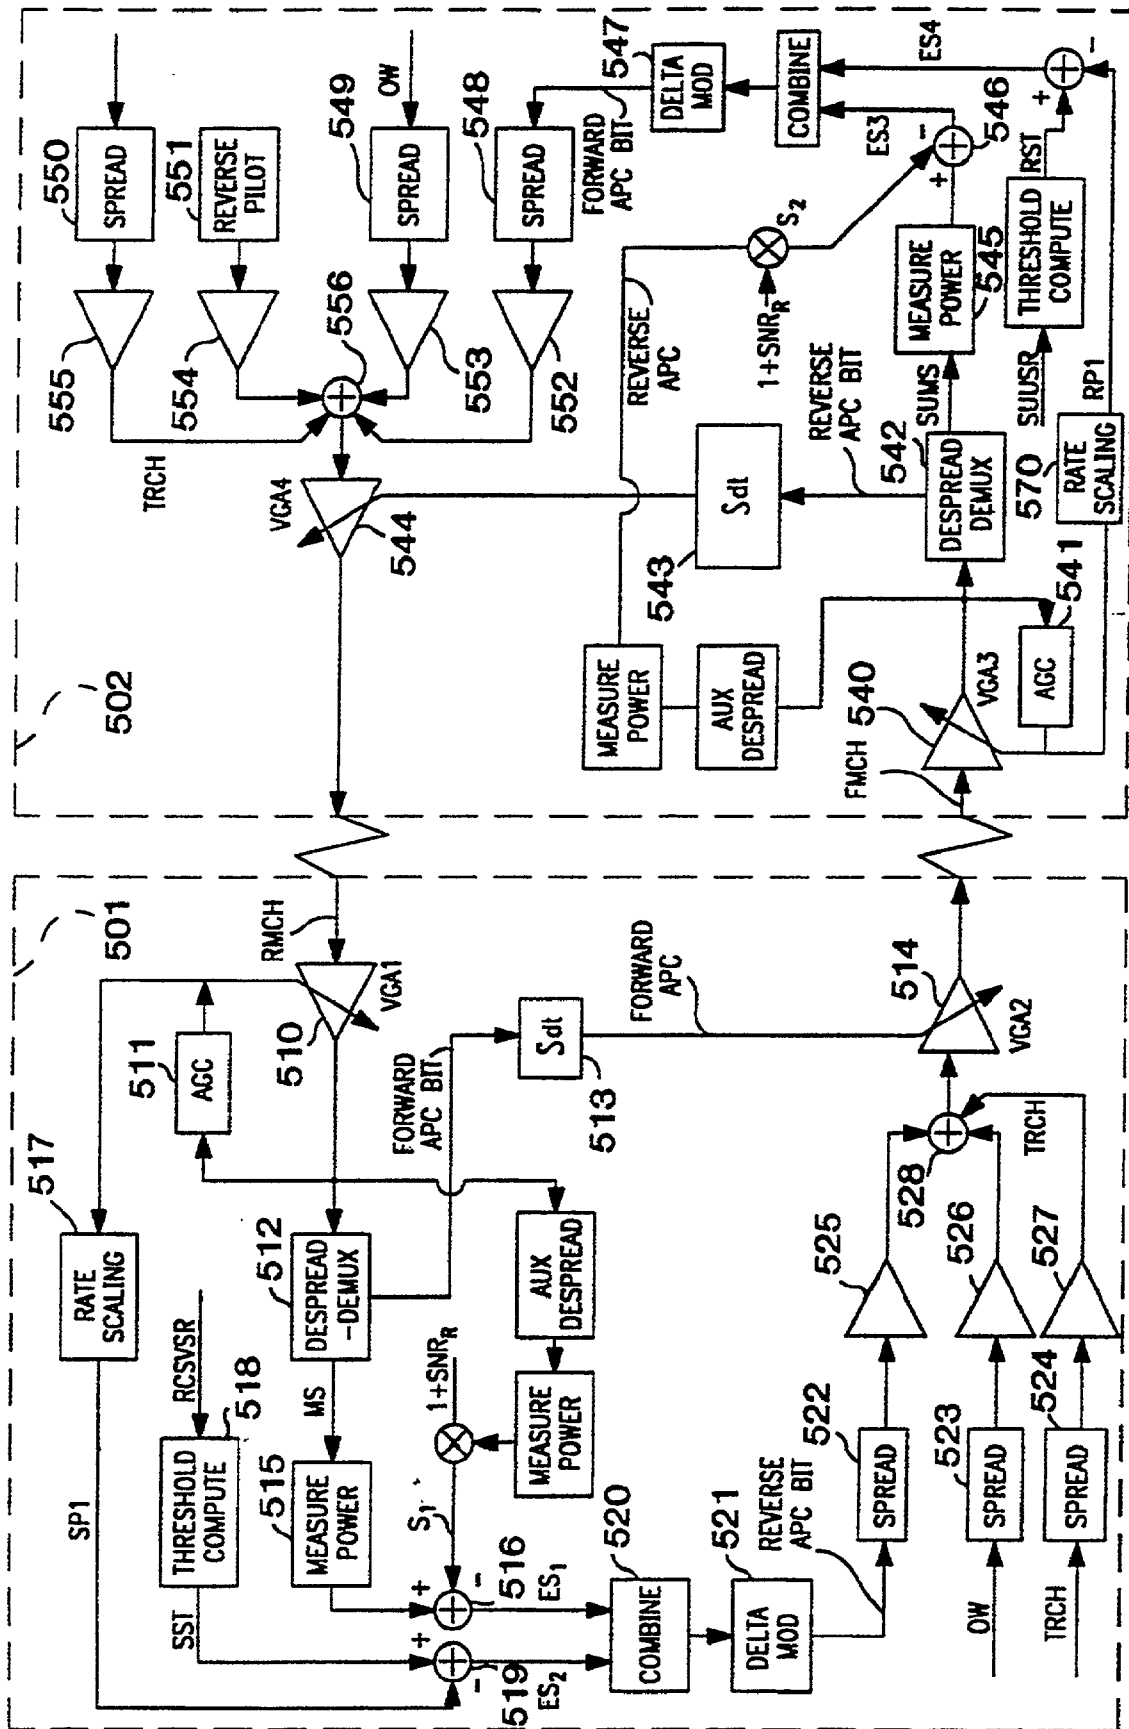 501
517
RATE
SCALING
511
AGC
RMCH
VGA1
510
SP1
RCSVSR
THRESHOLD
COMPUTE
518
SST
512
DESPREAD
-DEMUX
MS
515
MEASURE
POWER
FORWARD
APC BIT
∫dt
513
FORWARD
APC
AUX
DESPREAD
MEASURE
POWER
1+SNRR
S1
+
-
516
ES1
+
-
519
ES2
520
COMBINE
521
DELTA
MOD
REVERSE
APC BIT
522
SPREAD
525
OW
523
SPREAD
526
TRCH
524
SPREAD
527
528
TRCH
514
VGA2
502
550
SPREAD
555
TRCH
551
REVERSE
PILOT
554
556
OW
549
SPREAD
553
548
SPREAD
552
FORWARD
APC BIT
547
DELTA
MOD
COMBINE
VGA4
544
REVERSE
APC
1+SNRR
S2
ES3
ES4
+
-
546
+
-
543
∫dt
REVERSE
APC BIT
542
DESPREAD
DEMUX
SUMS
MEASURE
POWER
545
RST
THRESHOLD
COMPUTE
SUUSR
MEASURE
POWER
AUX
DESPREAD
FMCH
540
VGA3
541
AGC
570
RATE
SCALING
RP1